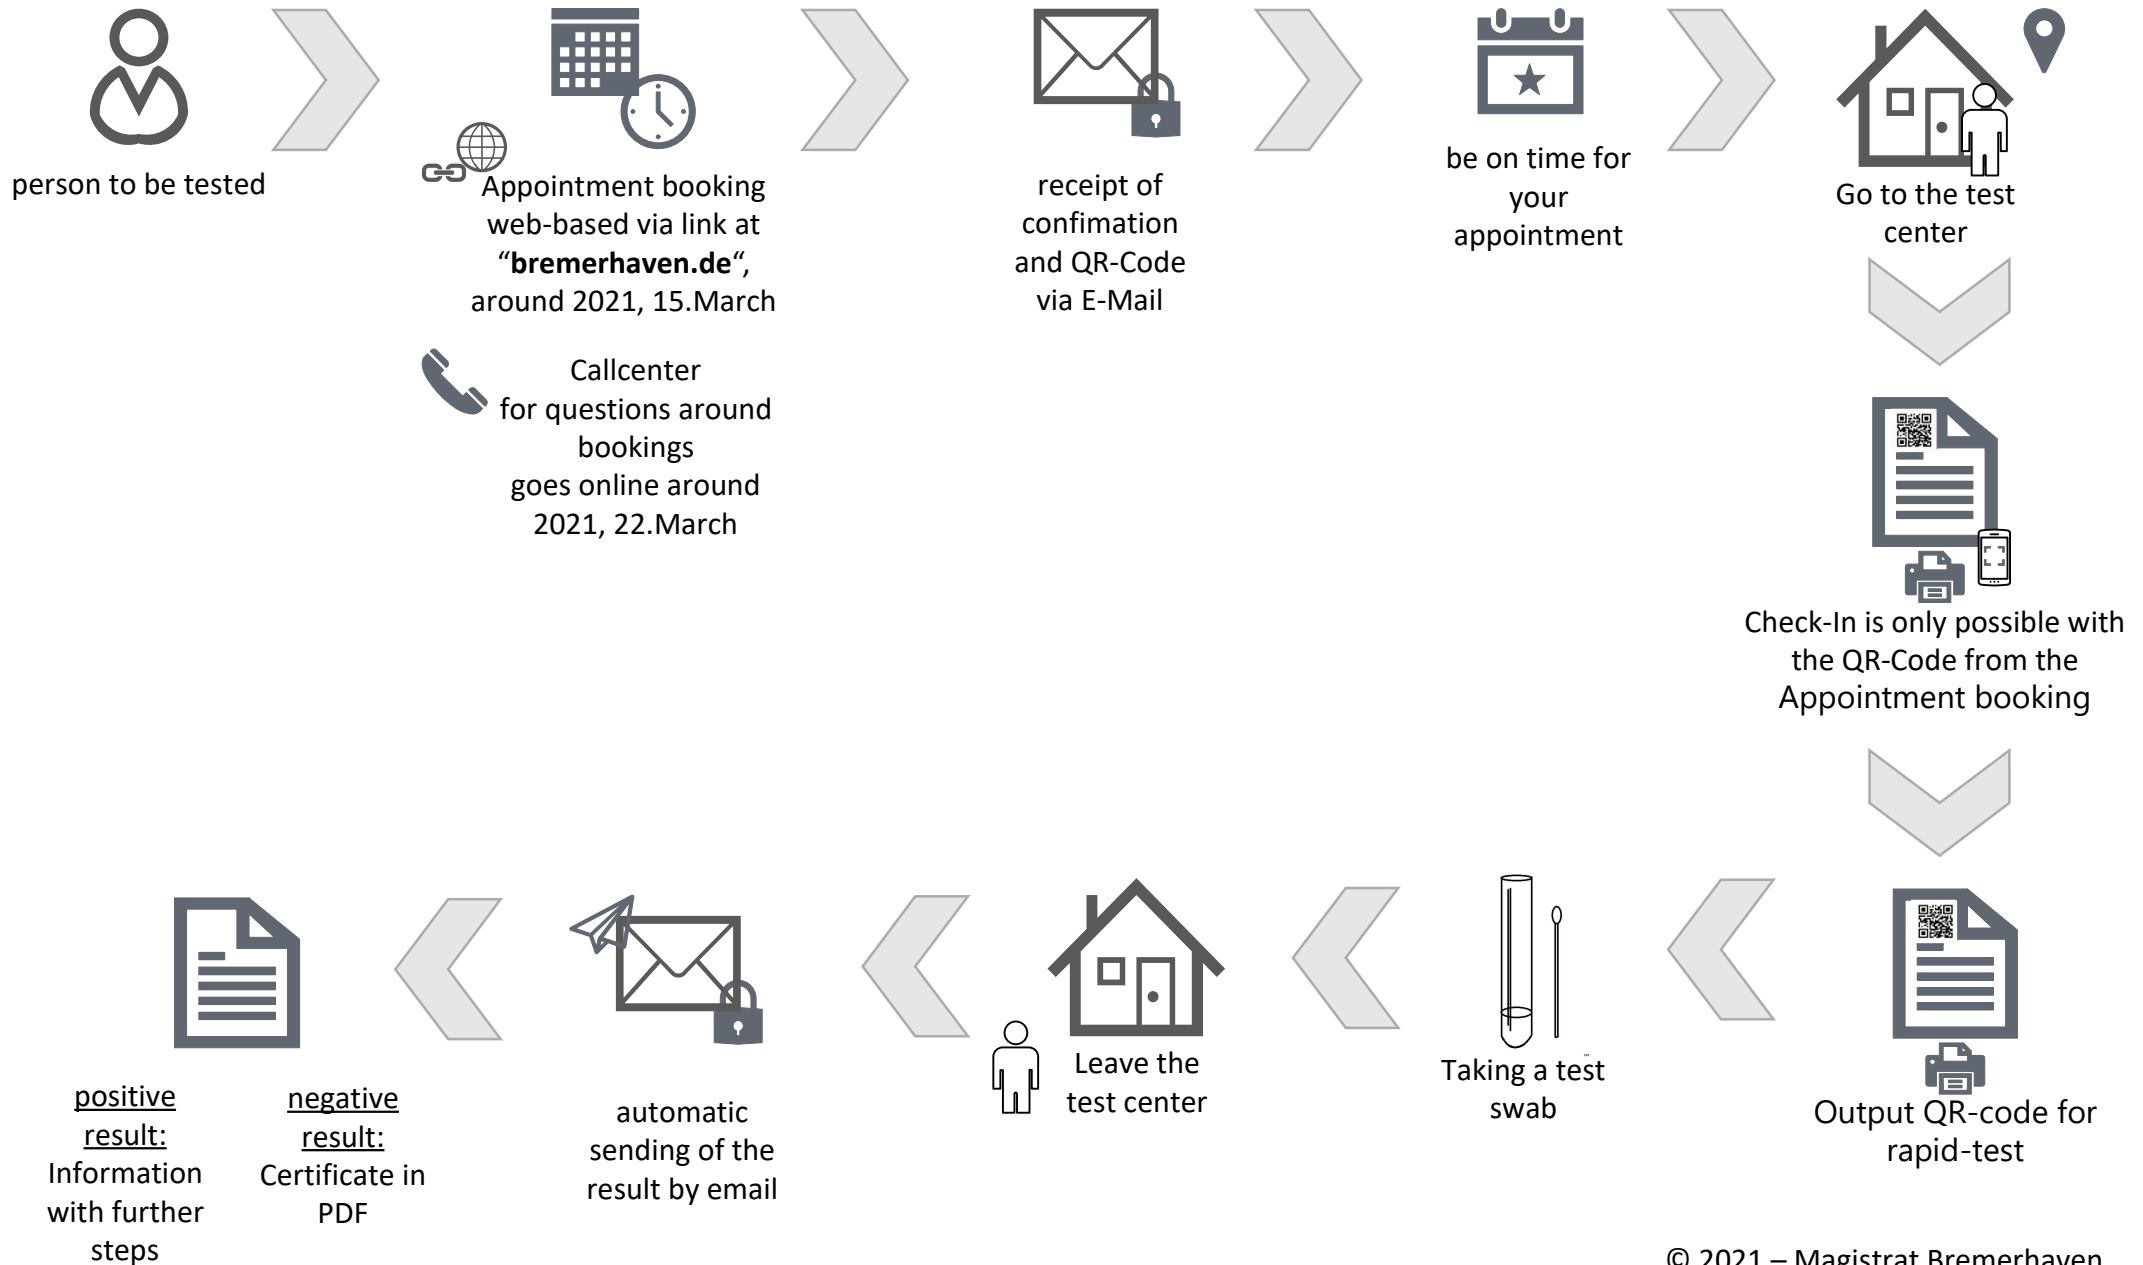 person to be tested
Appointment booking
web-based via link at
“bremerhaven.de“,
around 2021, 15.March
Callcenter
for questions around
bookings
goes online around
2021, 22.March
receipt of
confimation
and QR-Code
via E-Mail
be on time for
your
appointment
Go to the test
center
Check-In is only possible with
the QR-Code from the
Appointment booking
Output QR-code for
rapid-test
Taking a test
swab
Leave the
test center
automatic
sending of the
result by email
positive
result:
Information
with further
steps
negative
result:
Certificate in
PDF
© 2021 – Magistrat Bremerhaven